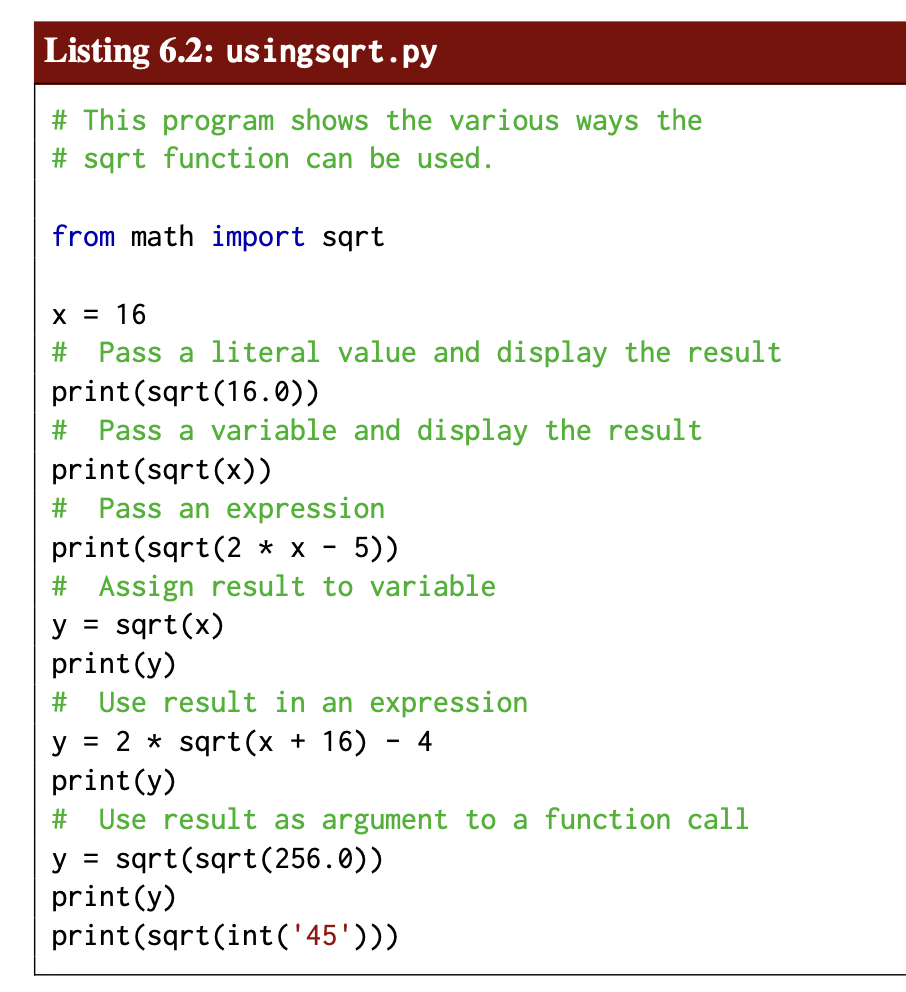 Listing 6.2: usingsqrt.py
# This program shows the various ways the
# sqrt function can be used.
from math import sqrt
x = 16
#  Pass a literal value and display the result
print(sqrt(16.0))
#  Pass a variable and display the result
print(sqrt(x))
#  Pass an expression
print(sqrt(2 * x - 5))
#  Assign result to variable
y = sqrt(x)
print(y)
#  Use result in an expression
y = 2 * sqrt(x + 16) - 4
print(y)
#  Use result as argument to a function call
y = sqrt(sqrt(256.0))
print(y)
print(sqrt(int('45')))